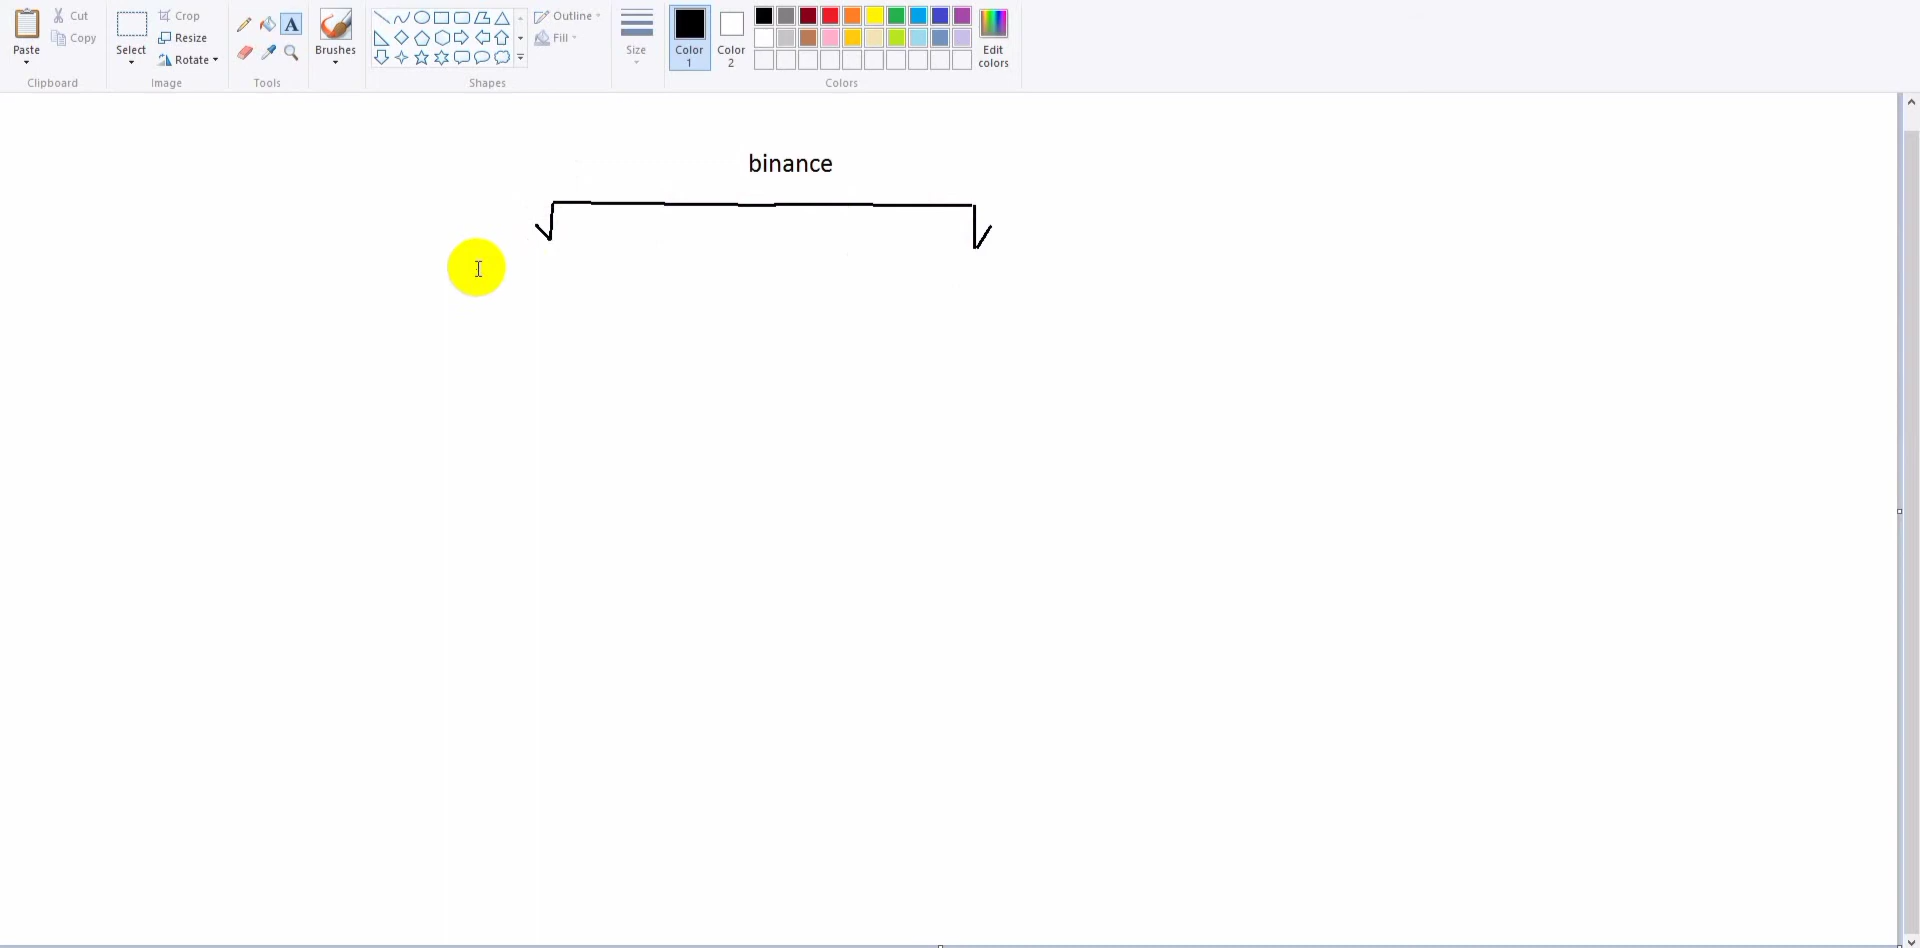 Paste
Cut
Copy
Clipboard
Select
Crop
Resize
Rotate
Image
A
Tools
Brushes
Outline
Fill
Shapes
Size
Color
1
Color
2
Edit
colors
Colors
binance